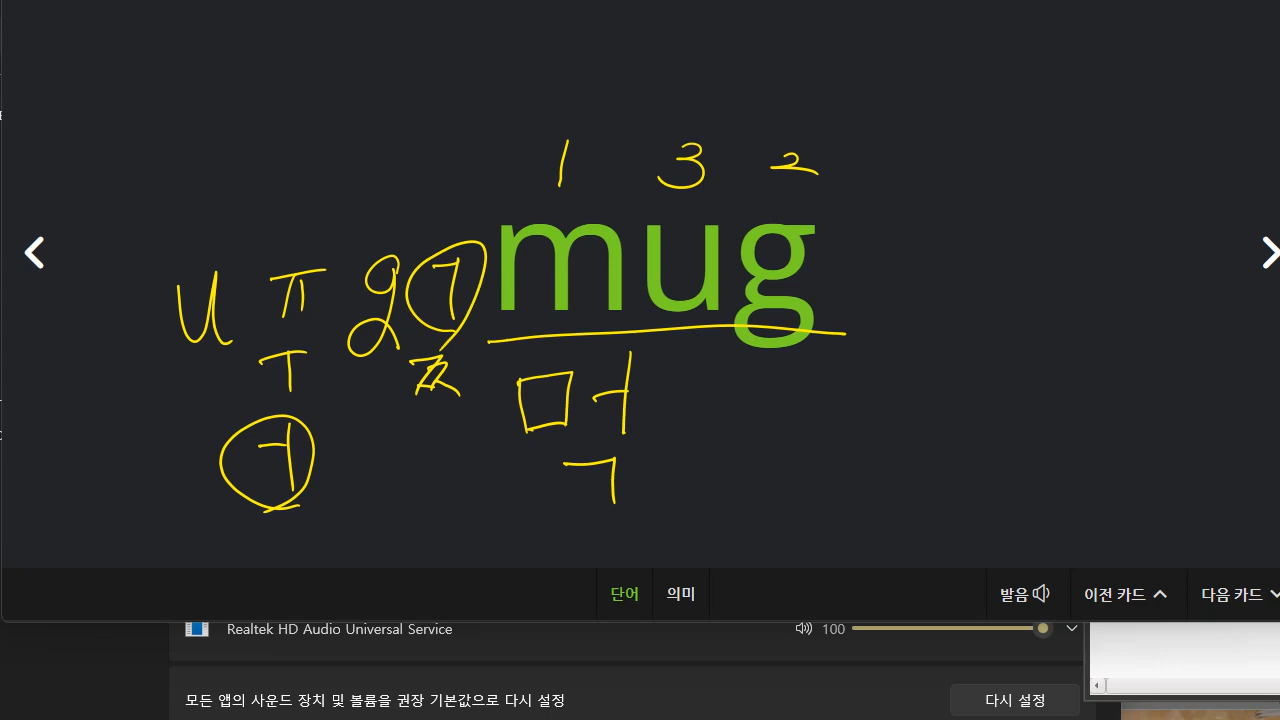 1 3 2
mug
u ㅠ g ㄱ
ㅜ ㅈ
ㅓ
머
ㄱ
단어 의미 발음 이전 카드 다음 카드
Realtek HD Audio Universal Service 100
모든 앱의 사운드 장치 및 볼륨을 권장 기본값으로 다시 설정 다시 설정